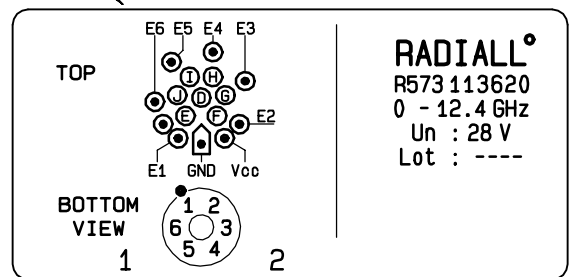 E6 E5 E4 E3
TOP
I H
J D G
E F
E2
E1 GND Vcc
BOTTOM VIEW
1 2
6 3
5 4
1 2
RADIALL°
R573 113620
0 - 12.4 GHz
Un : 28 V
Lot : ----